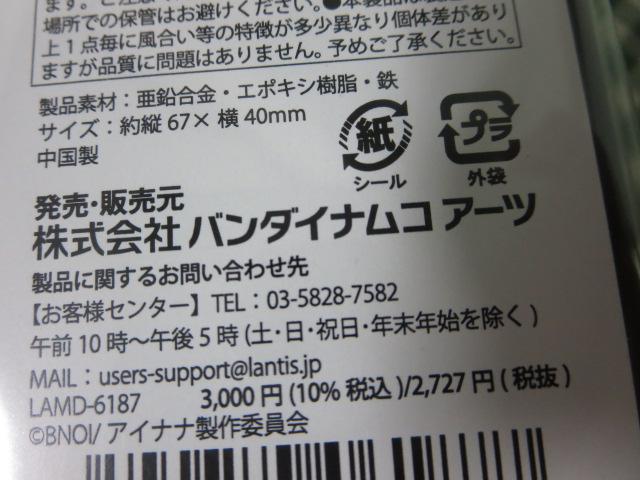 場所での保管はお避けください。●本製品は
上1点毎に風合い等の特徴が多少異なり個体差があり
ますが品質に問題はありません。予めご了承ください。
製品素材：亜鉛合金・エポキシ樹脂・鉄
サイズ：約縦67×横40mm
中国製
紙
シール
プラ
外袋
発売・販売元
株式会社バンダイナムコアーツ
製品に関するお問い合わせ先
【お客様センター】TEL：03-5828-7582
午前10時〜午後5時(土・日・祝日・年末年始を除く)
MAIL：users-support@lantis.jp
LAMD-6187 3,000円(10%税込)/2,727円(税抜)
©BNOI/アイナナ製作委員会